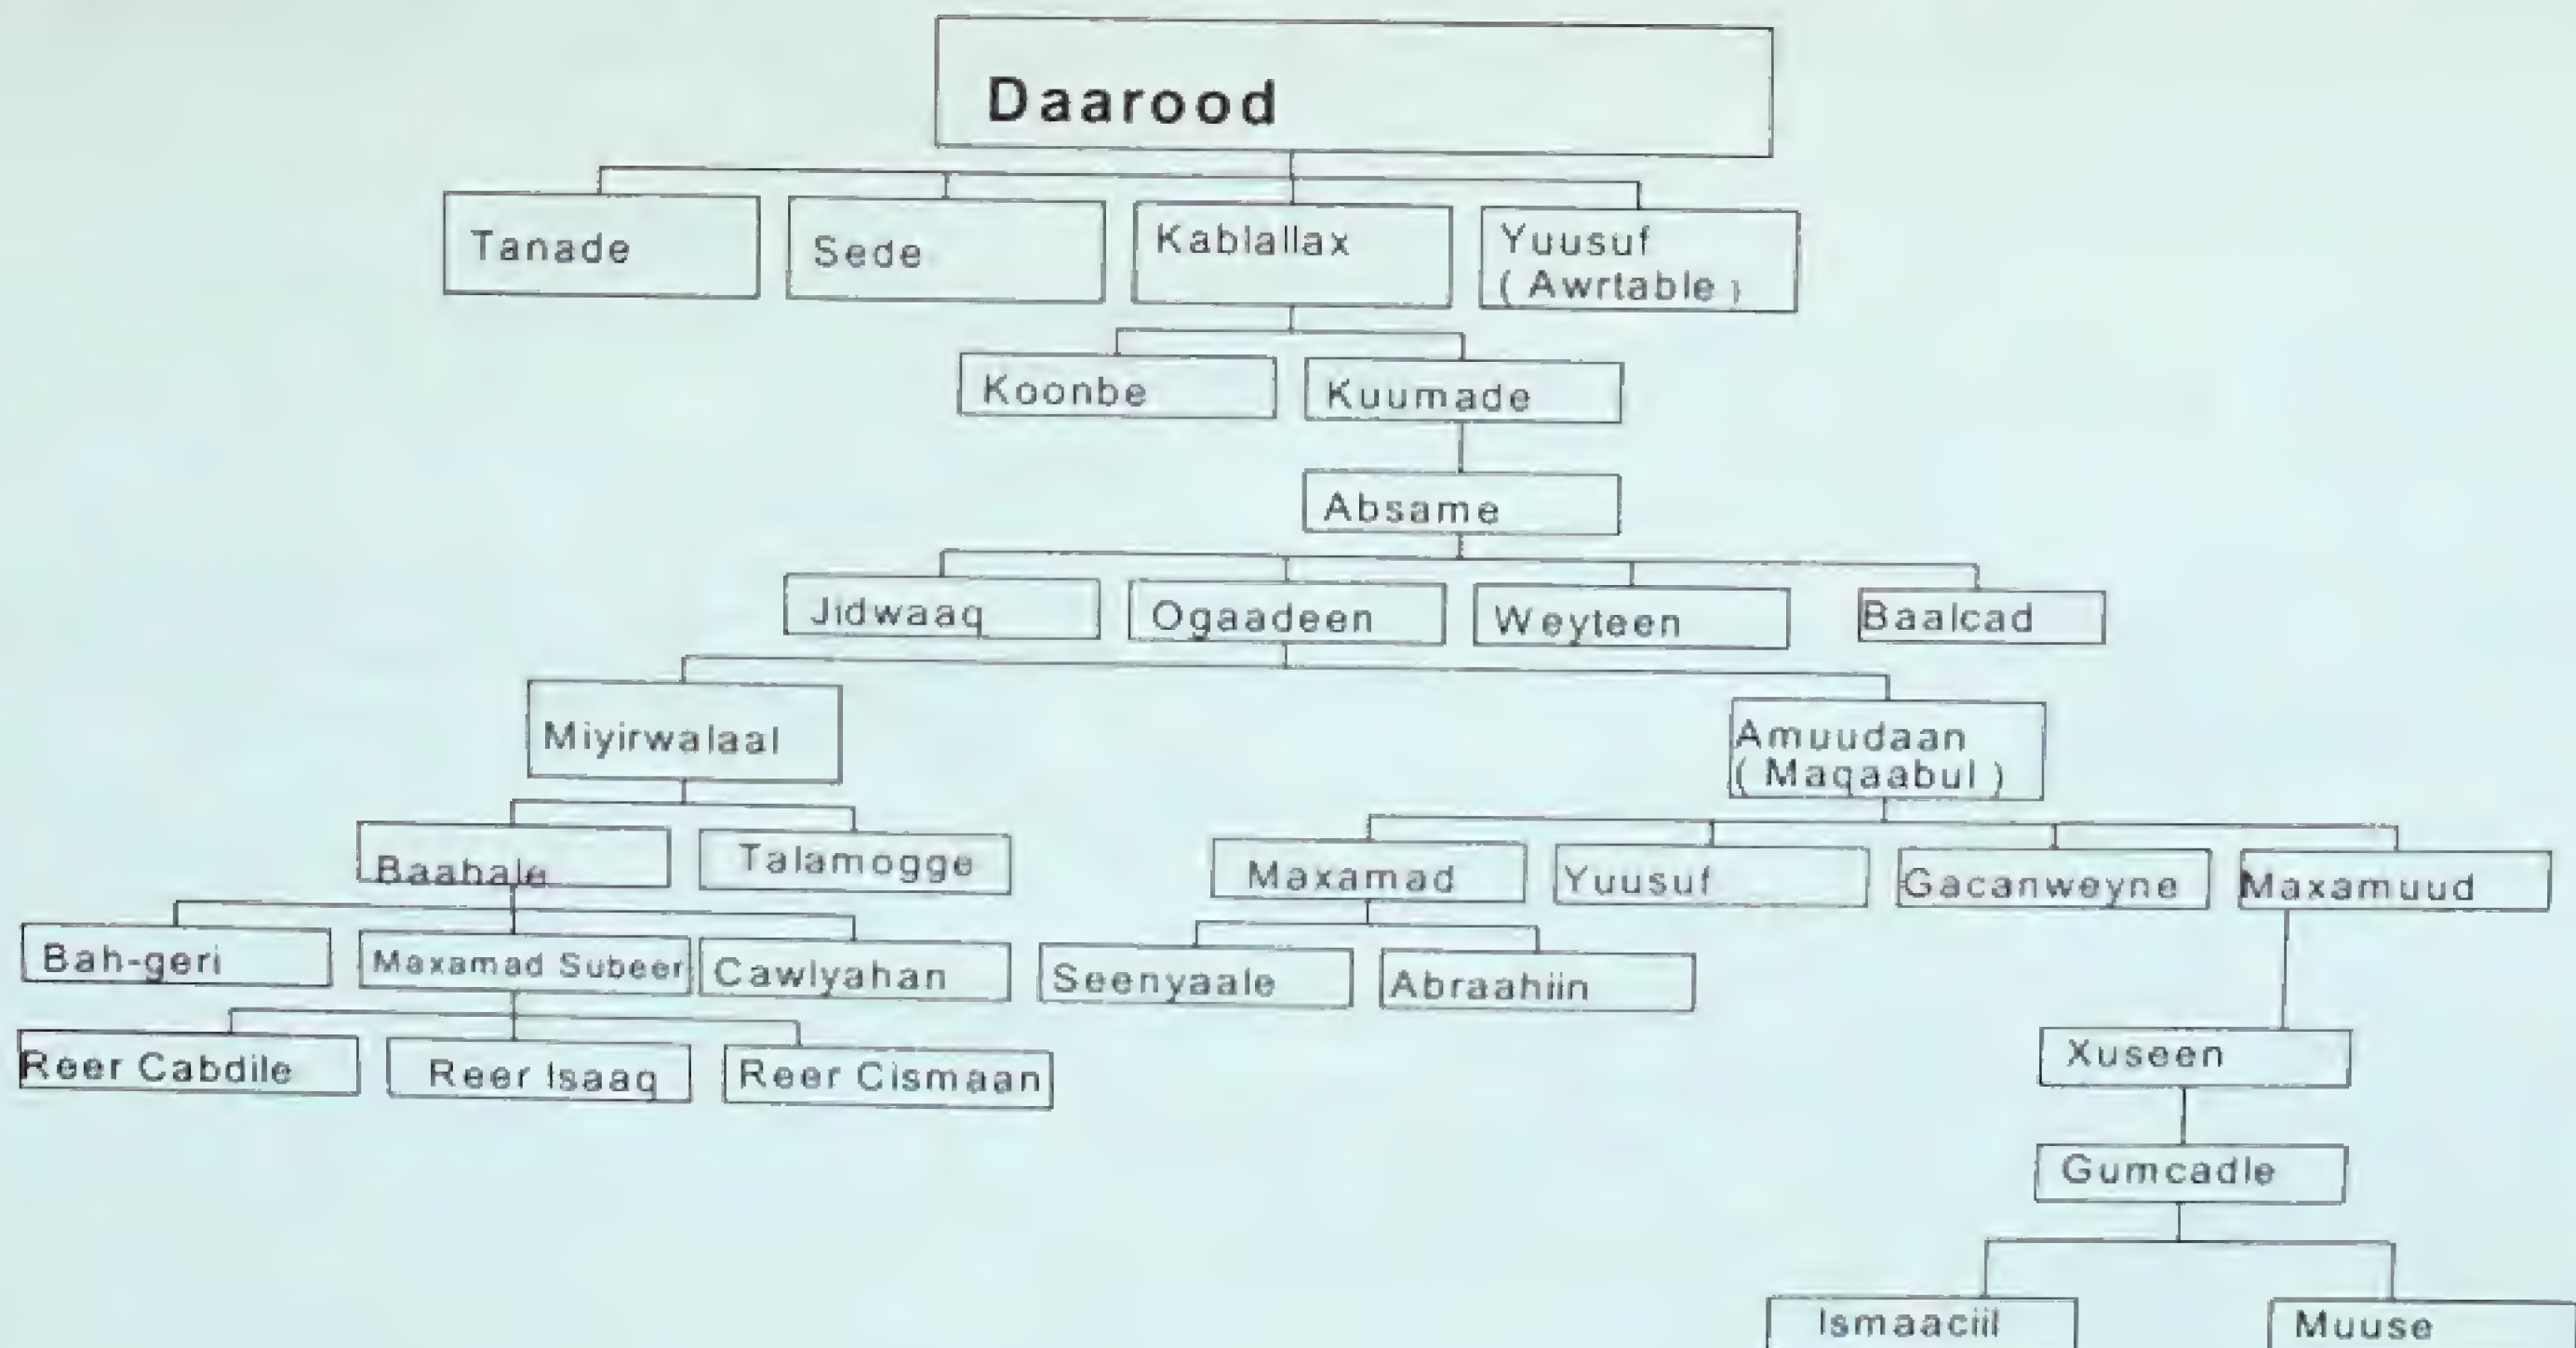 Daarood
Tanade
Sede
Kablallax
Yuusuf
( Awrtable )
Koonbe
Kuumade
Absame
Jidwaaq
Ogaadeen
Weyteen
Baalcad
Miyirwalaal
Amuudaan
( Maqaabul )
Baahale
Talamogge
Maxamad
Yuusuf
Gacanweyne
Maxamuud
Bah-geri
Maxamad Subeer
Cawlyahan
Seenyaale
Abraahiin
Reer Cabdile
Reer Isaaq
Reer Cismaan
Xuseen
Gumcadle
Ismaaciil
Muuse